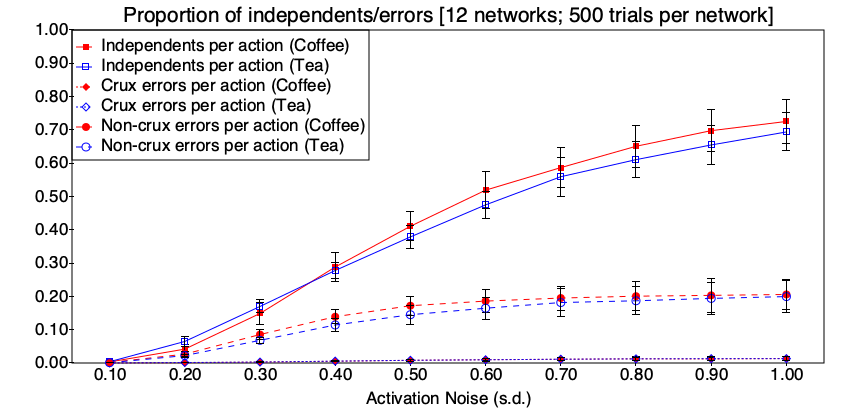 Proportion of independents/errors [12 networks; 500 trials per network]
1.00
0.90
0.80
0.70
0.60
0.50
0.40
0.30
0.20
0.10
0.00
Independents per action (Coffee)
Independents per action (Tea)
Crux errors per action (Coffee)
Crux errors per action (Tea)
Non-crux errors per action (Coffee)
Non-crux errors per action (Tea)
0.10 0.20 0.30 0.40 0.50 0.60 0.70 0.80 0.90 1.00
Activation Noise (s.d.)